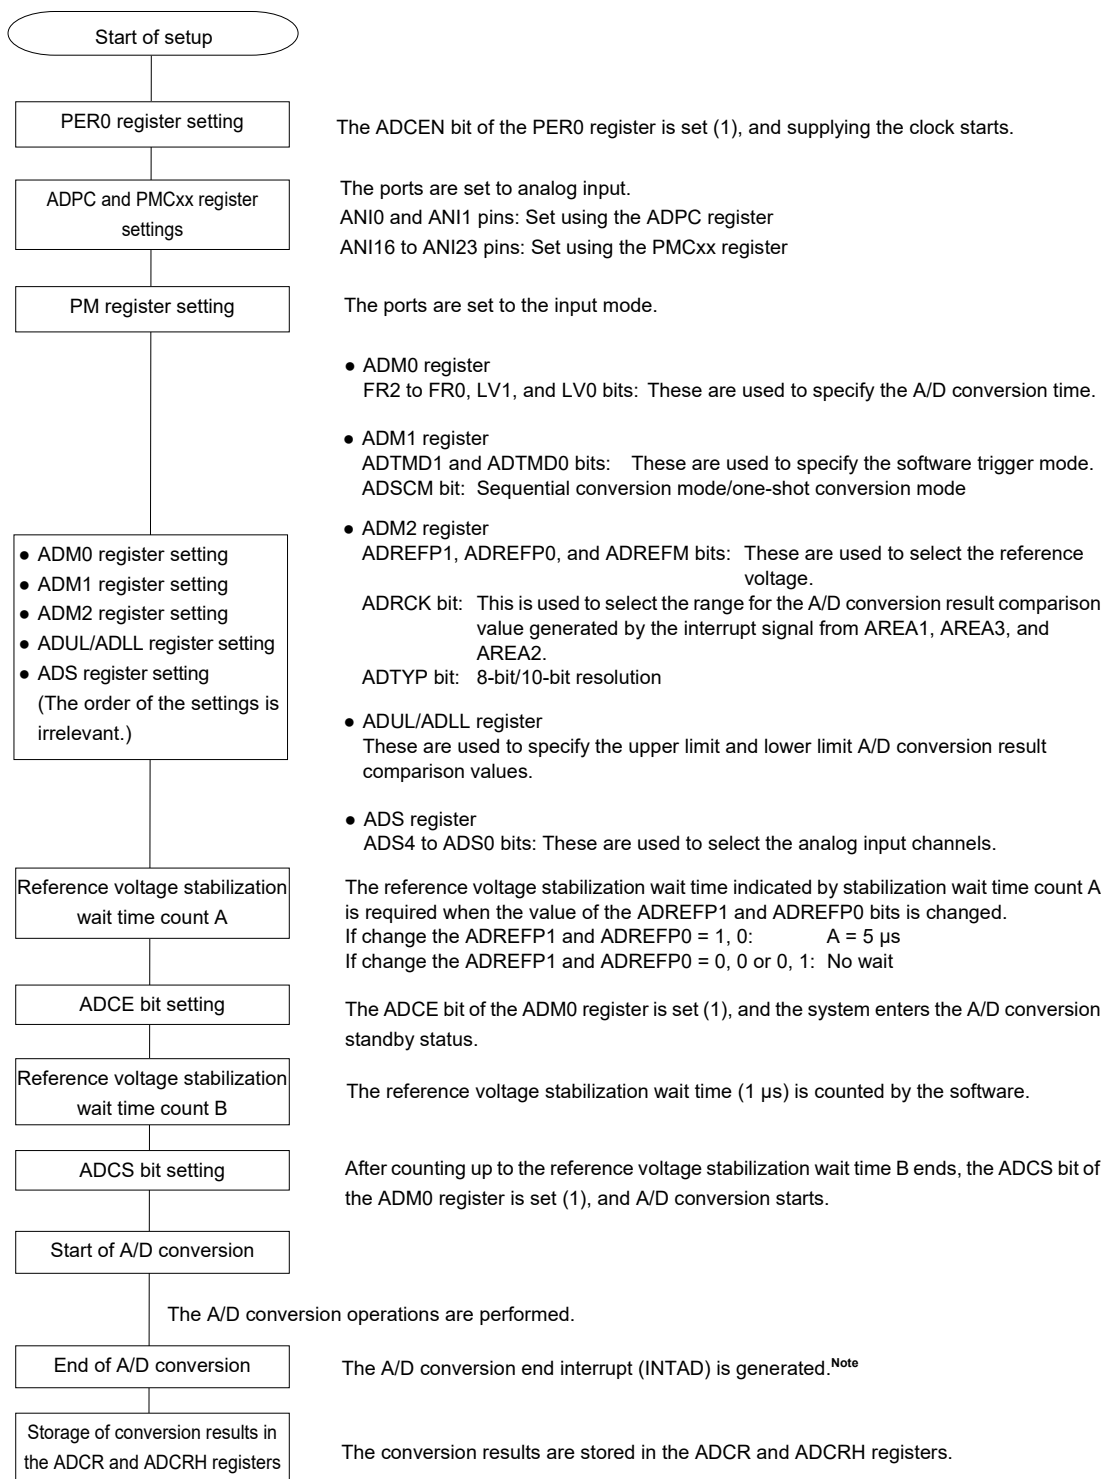 Start of setup
PER0 register setting
The ADCEN bit of the PER0 register is set (1), and supplying the clock starts.
ADPC and PMCxx register
settings
The ports are set to analog input.
ANI0 and ANI1 pins: Set using the ADPC register
ANI16 to ANI23 pins: Set using the PMCxx register
PM register setting
The ports are set to the input mode.
● ADM0 register
FR2 to FR0, LV1, and LV0 bits: These are used to specify the A/D conversion time.
● ADM1 register
ADTMD1 and ADTMD0 bits: These are used to specify the software trigger mode.
ADSCM bit: Sequential conversion mode/one-shot conversion mode
● ADM2 register
ADREFP1, ADREFP0, and ADREFM bits: These are used to select the reference
voltage.
ADRCK bit: This is used to select the range for the A/D conversion result comparison
value generated by the interrupt signal from AREA1, AREA3, and
AREA2.
ADTYP bit: 8-bit/10-bit resolution
● ADUL/ADLL register
These are used to specify the upper limit and lower limit A/D conversion result
comparison values.
● ADS register
ADS4 to ADS0 bits: These are used to select the analog input channels.
● ADM0 register setting
● ADM1 register setting
● ADM2 register setting
● ADUL/ADLL register setting
● ADS register setting
(The order of the settings is
irrelevant.)
Reference voltage stabilization
wait time count A
The reference voltage stabilization wait time indicated by stabilization wait time count A
is required when the value of the ADREFP1 and ADREFP0 bits is changed.
If change the ADREFP1 and ADREFP0 = 1, 0: A = 5 µs
If change the ADREFP1 and ADREFP0 = 0, 0 or 0, 1: No wait
ADCE bit setting
The ADCE bit of the ADM0 register is set (1), and the system enters the A/D conversion
standby status.
Reference voltage stabilization
wait time count B
The reference voltage stabilization wait time (1 µs) is counted by the software.
ADCS bit setting
After counting up to the reference voltage stabilization wait time B ends, the ADCS bit of
the ADM0 register is set (1), and A/D conversion starts.
Start of A/D conversion
The A/D conversion operations are performed.
End of A/D conversion
The A/D conversion end interrupt (INTAD) is generated.Note
Storage of conversion results in
the ADCR and ADCRH registers
The conversion results are stored in the ADCR and ADCRH registers.